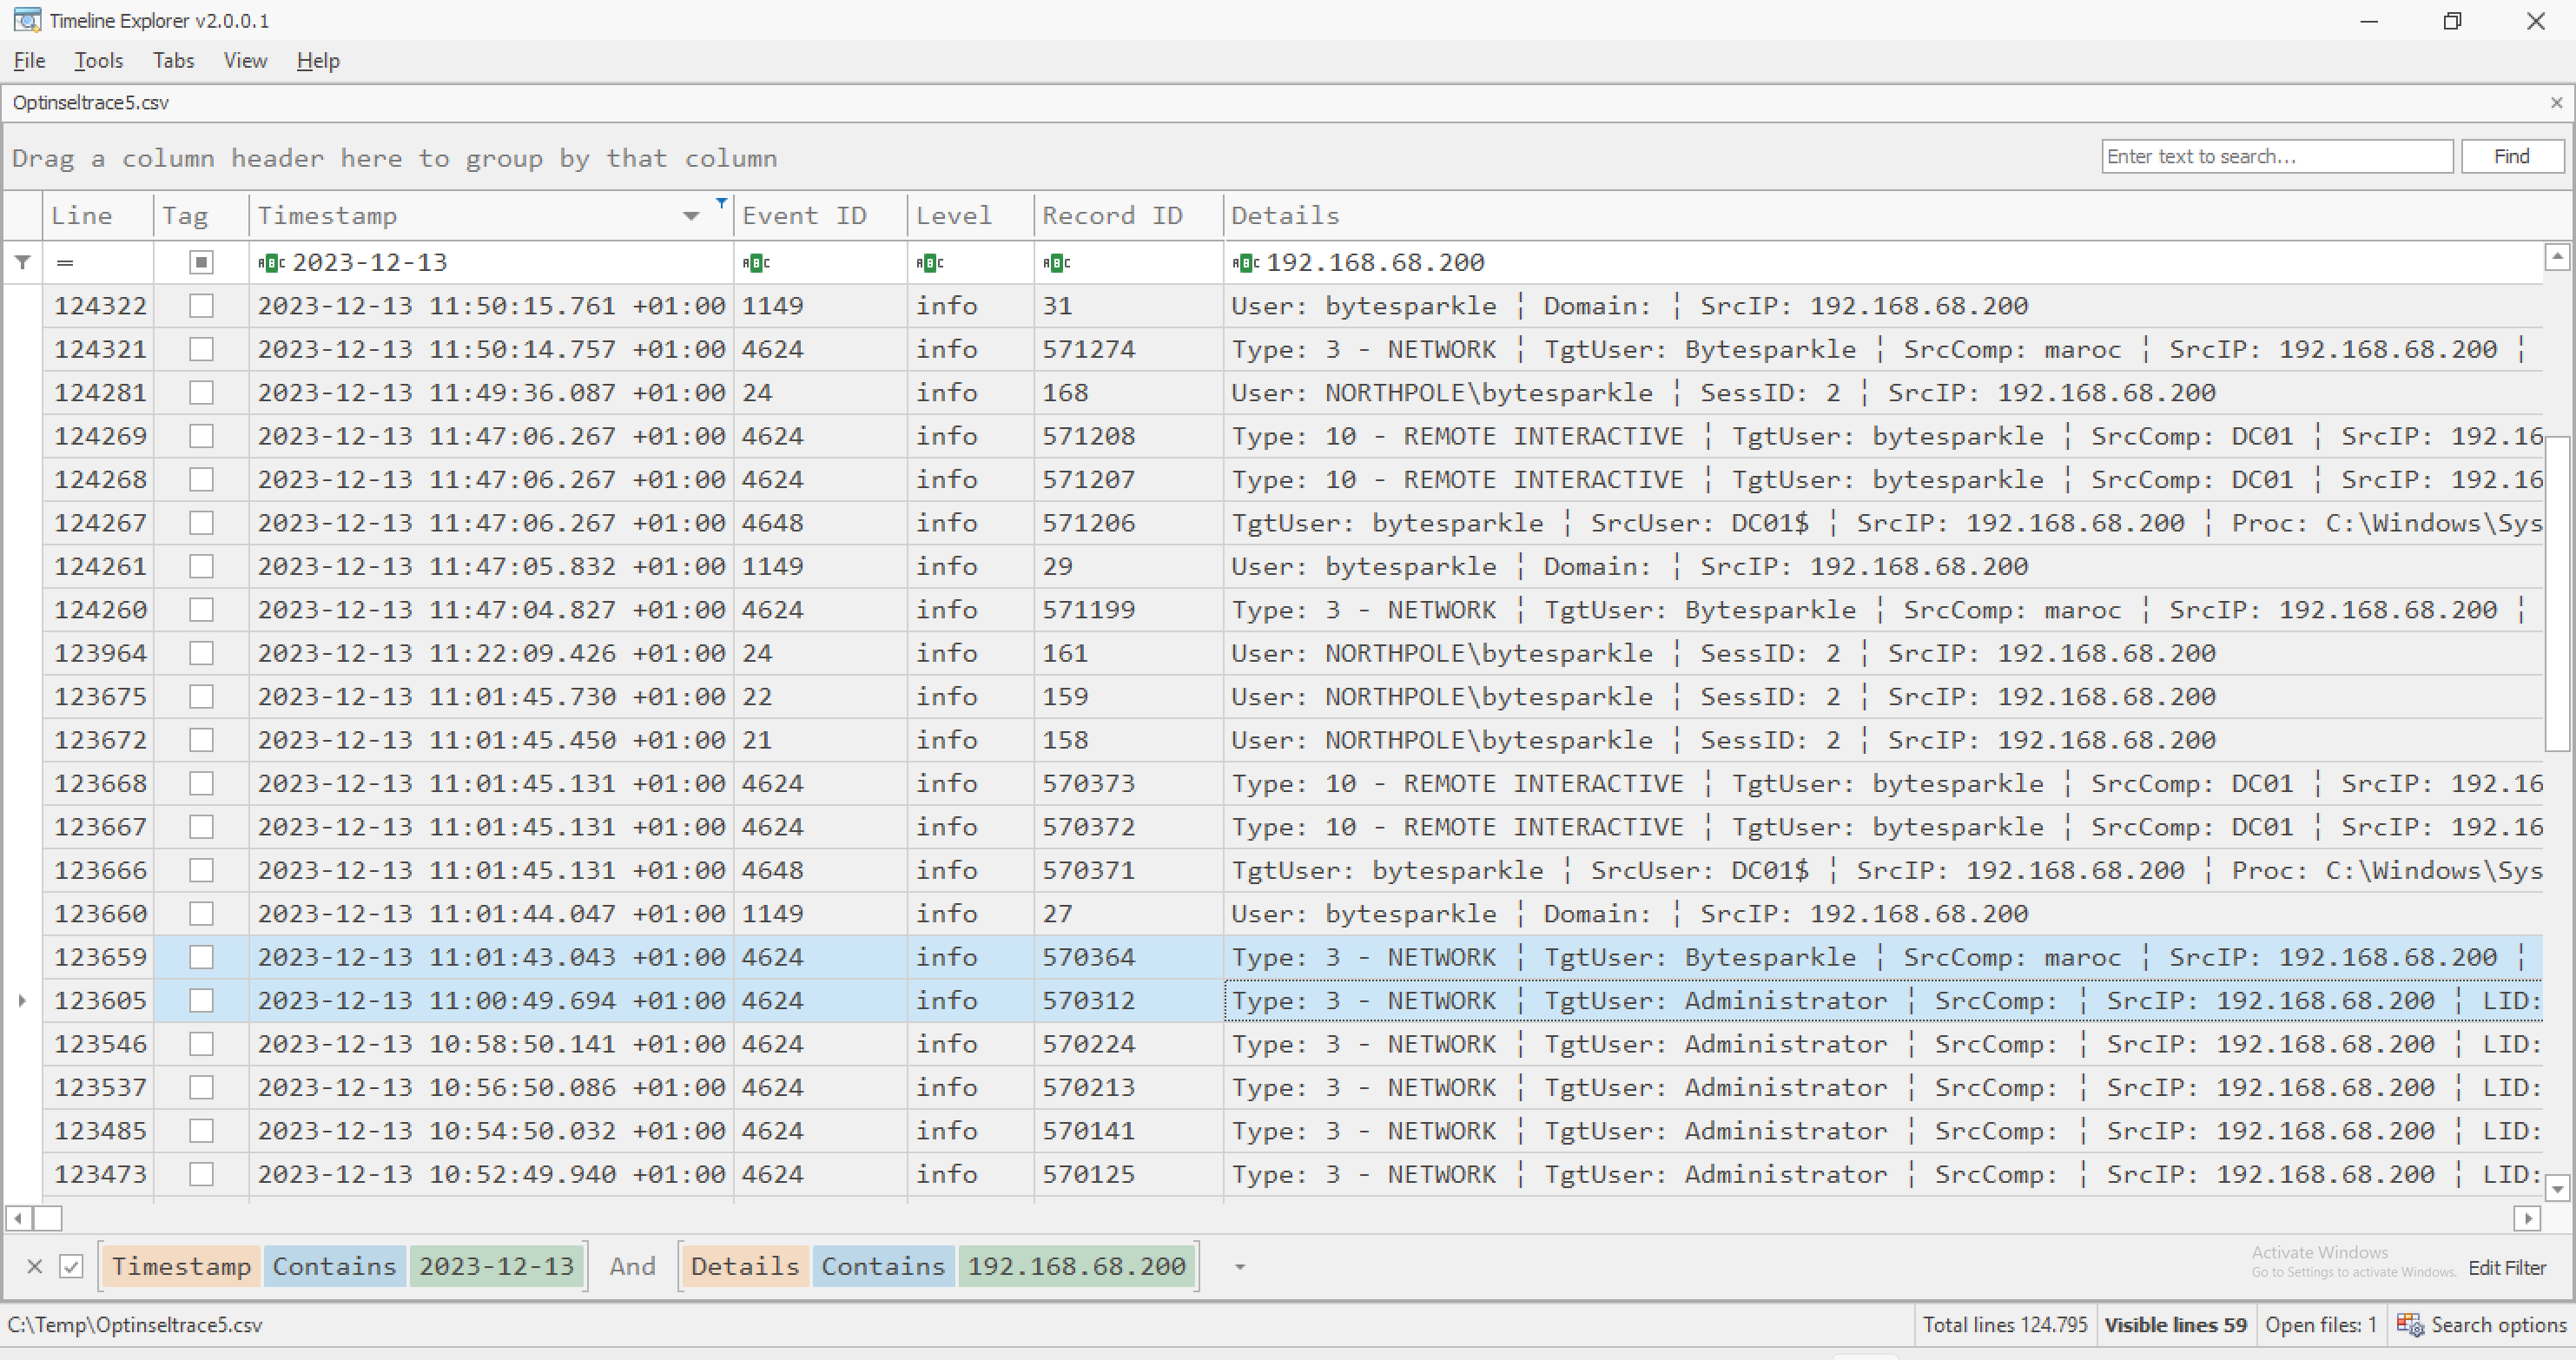 Timeline Explorer v2.0.0.1
File Tools Tabs View Help
Optinseltrace5.csv
Drag a column header here to group by that column
Enter text to search... Find
Line Tag Timestamp Event ID Level Record ID Details
= 2023-12-13 192.168.68.200
124322 2023-12-13 11:50:15.761 +01:00 1149 info 31 User: bytesparkle ¦ Domain: ¦ SrcIP: 192.168.68.200
124321 2023-12-13 11:50:14.757 +01:00 4624 info 571274 Type: 3 - NETWORK ¦ TgtUser: Bytesparkle ¦ SrcComp: maroc ¦ SrcIP: 192.168.68.200 ¦
124281 2023-12-13 11:49:36.087 +01:00 24 info 168 User: NORTHPOLE\bytesparkle ¦ SessID: 2 ¦ SrcIP: 192.168.68.200
124269 2023-12-13 11:47:06.267 +01:00 4624 info 571208 Type: 10 - REMOTE INTERACTIVE ¦ TgtUser: bytesparkle ¦ SrcComp: DC01 ¦ SrcIP: 192.16
124268 2023-12-13 11:47:06.267 +01:00 4624 info 571207 Type: 10 - REMOTE INTERACTIVE ¦ TgtUser: bytesparkle ¦ SrcComp: DC01 ¦ SrcIP: 192.16
124267 2023-12-13 11:47:06.267 +01:00 4648 info 571206 TgtUser: bytesparkle ¦ SrcUser: DC01$ ¦ SrcIP: 192.168.68.200 ¦ Proc: C:\Windows\Sys
124261 2023-12-13 11:47:05.832 +01:00 1149 info 29 User: bytesparkle ¦ Domain: ¦ SrcIP: 192.168.68.200
124260 2023-12-13 11:47:04.827 +01:00 4624 info 571199 Type: 3 - NETWORK ¦ TgtUser: Bytesparkle ¦ SrcComp: maroc ¦ SrcIP: 192.168.68.200 ¦
123964 2023-12-13 11:22:09.426 +01:00 24 info 161 User: NORTHPOLE\bytesparkle ¦ SessID: 2 ¦ SrcIP: 192.168.68.200
123675 2023-12-13 11:01:45.730 +01:00 22 info 159 User: NORTHPOLE\bytesparkle ¦ SessID: 2 ¦ SrcIP: 192.168.68.200
123672 2023-12-13 11:01:45.450 +01:00 21 info 158 User: NORTHPOLE\bytesparkle ¦ SessID: 2 ¦ SrcIP: 192.168.68.200
123668 2023-12-13 11:01:45.131 +01:00 4624 info 570373 Type: 10 - REMOTE INTERACTIVE ¦ TgtUser: bytesparkle ¦ SrcComp: DC01 ¦ SrcIP: 192.16
123667 2023-12-13 11:01:45.131 +01:00 4624 info 570372 Type: 10 - REMOTE INTERACTIVE ¦ TgtUser: bytesparkle ¦ SrcComp: DC01 ¦ SrcIP: 192.16
123666 2023-12-13 11:01:45.131 +01:00 4648 info 570371 TgtUser: bytesparkle ¦ SrcUser: DC01$ ¦ SrcIP: 192.168.68.200 ¦ Proc: C:\Windows\Sys
123660 2023-12-13 11:01:44.047 +01:00 1149 info 27 User: bytesparkle ¦ Domain: ¦ SrcIP: 192.168.68.200
123659 2023-12-13 11:01:43.043 +01:00 4624 info 570364 Type: 3 - NETWORK ¦ TgtUser: Bytesparkle ¦ SrcComp: maroc ¦ SrcIP: 192.168.68.200 ¦
123605 2023-12-13 11:00:49.694 +01:00 4624 info 570312 Type: 3 - NETWORK ¦ TgtUser: Administrator ¦ SrcComp: ¦ SrcIP: 192.168.68.200 ¦ LID:
123546 2023-12-13 10:58:50.141 +01:00 4624 info 570224 Type: 3 - NETWORK ¦ TgtUser: Administrator ¦ SrcComp: ¦ SrcIP: 192.168.68.200 ¦ LID:
123537 2023-12-13 10:56:50.086 +01:00 4624 info 570213 Type: 3 - NETWORK ¦ TgtUser: Administrator ¦ SrcComp: ¦ SrcIP: 192.168.68.200 ¦ LID:
123485 2023-12-13 10:54:50.032 +01:00 4624 info 570141 Type: 3 - NETWORK ¦ TgtUser: Administrator ¦ SrcComp: ¦ SrcIP: 192.168.68.200 ¦ LID:
123473 2023-12-13 10:52:49.940 +01:00 4624 info 570125 Type: 3 - NETWORK ¦ TgtUser: Administrator ¦ SrcComp: ¦ SrcIP: 192.168.68.200 ¦ LID:
Timestamp Contains 2023-12-13 And Details Contains 192.168.68.200
Activate Windows
Go to Settings to activate Windows. Edit Filter
C:\Temp\Optinseltrace5.csv Total lines 124.795 Visible lines 59 Open files: 1 Search options